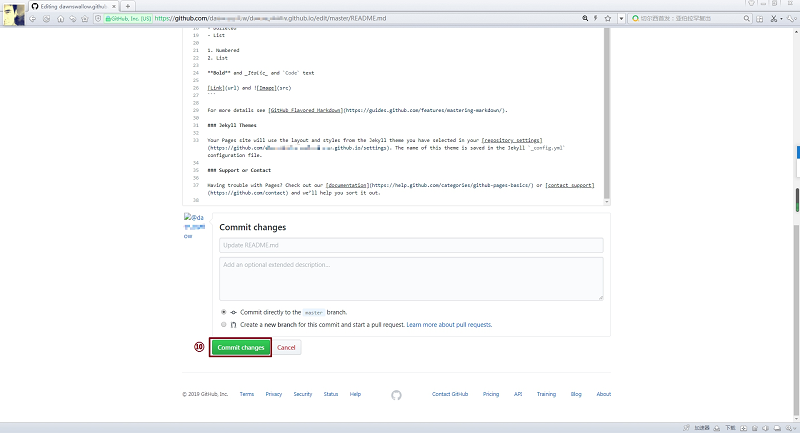 Editing dawnswallow.github.
GitHub, Inc. [US]
https://github.com/
.github.io/edit/master/README.md
19
- List
20
21
1. Numbered
22
2. List
23
24
**Bold** and _Italic_ and `Code` text
25
26
[Link](url) and ![Image](src)
27
```
28
29
For more details see [GitHub Flavored Markdown](https://guides.github.com/features/mastering-markdown/).
30
31
### Jekyll Themes
32
33
Your Pages site will use the layout and styles from the Jekyll theme you have selected in your [repository settings]
(https://github.com/
.github.io/settings). The name of this theme is saved in the Jekyll `_config.yml`
configuration file.
34
35
### Support or Contact
36
37
Having trouble with Pages? Check out our [documentation](https://help.github.com/categories/github-pages-basics/) or [contact support]
(https://github.com/contact) and we'll help you sort it out.
38
@da
ow
Commit changes
Update README.md
Add an optional extended description...
Commit directly to the master branch.
Create a new branch for this commit and start a pull request. Learn more about pull requests.
⑩
Commit changes
Cancel
© 2019 GitHub, Inc.
Terms
Privacy
Security
Status
Help
Contact GitHub
Pricing
API
Training
Blog
About
加速器
下载